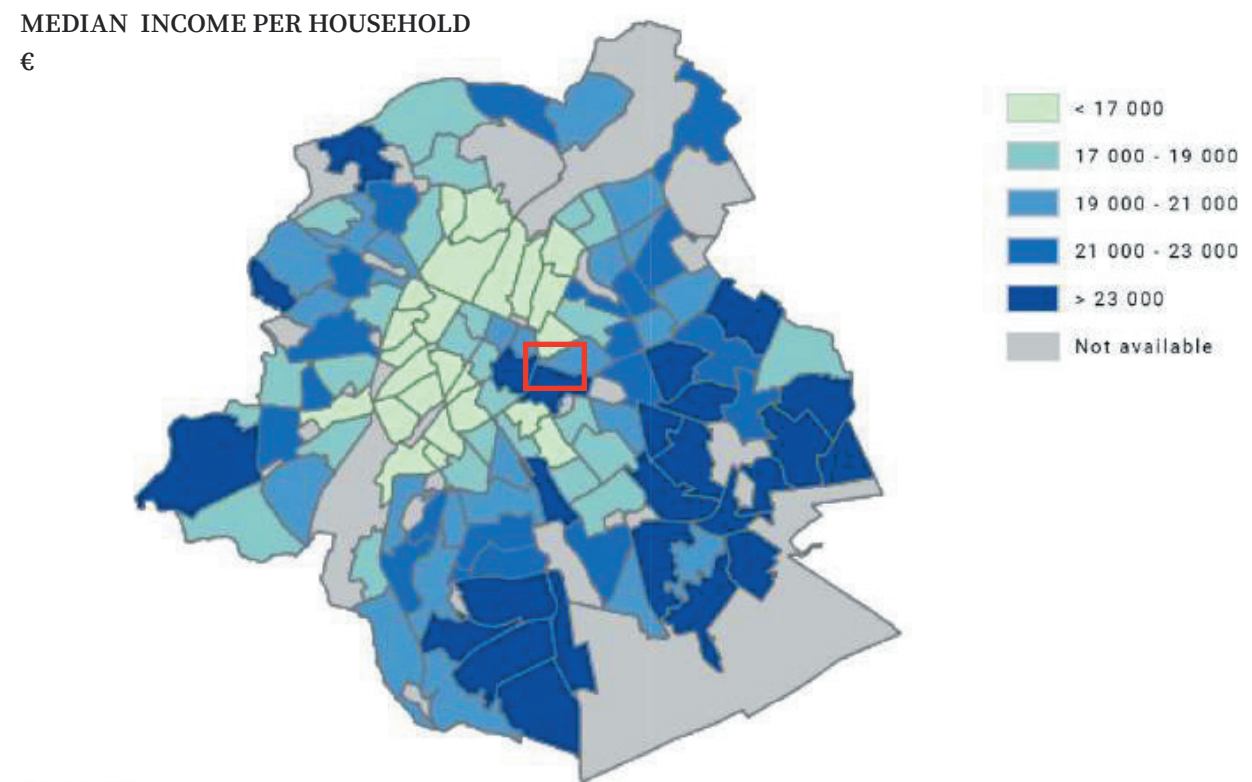 MEDIAN INCOME PER HOUSEHOLD
€
< 17 000
17 000 - 19 000
19 000 - 21 000
21 000 - 23 000
> 23 000
Not available